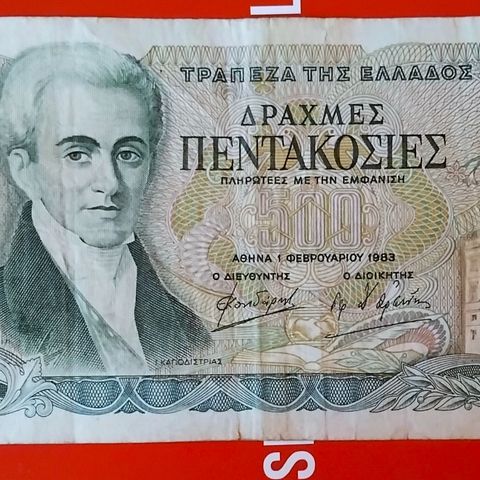 ΤΡΑΠΕΖΑ ΤΗΣ ΕΛΛΑΔΟΣ
ΔΡΑΧΜΕΣ
ΠΕΝΤΑΚΟΣΙΕΣ
ΠΛΗΡΩΤΕΕΣ ΜΕ ΤΗΝ ΕΜΦΑΝΙΣΗ
500
ΑΘΗΝΑ 1 ΦΕΒΡΟΥΑΡΙΟΥ 1983
Ο ΔΙΕΥΘΥΝΤΗΣ Ο ΔΙΟΙΚΗΤΗΣ
Ι. ΚΑΠΟΔΙΣΤΡΙΑΣ
S